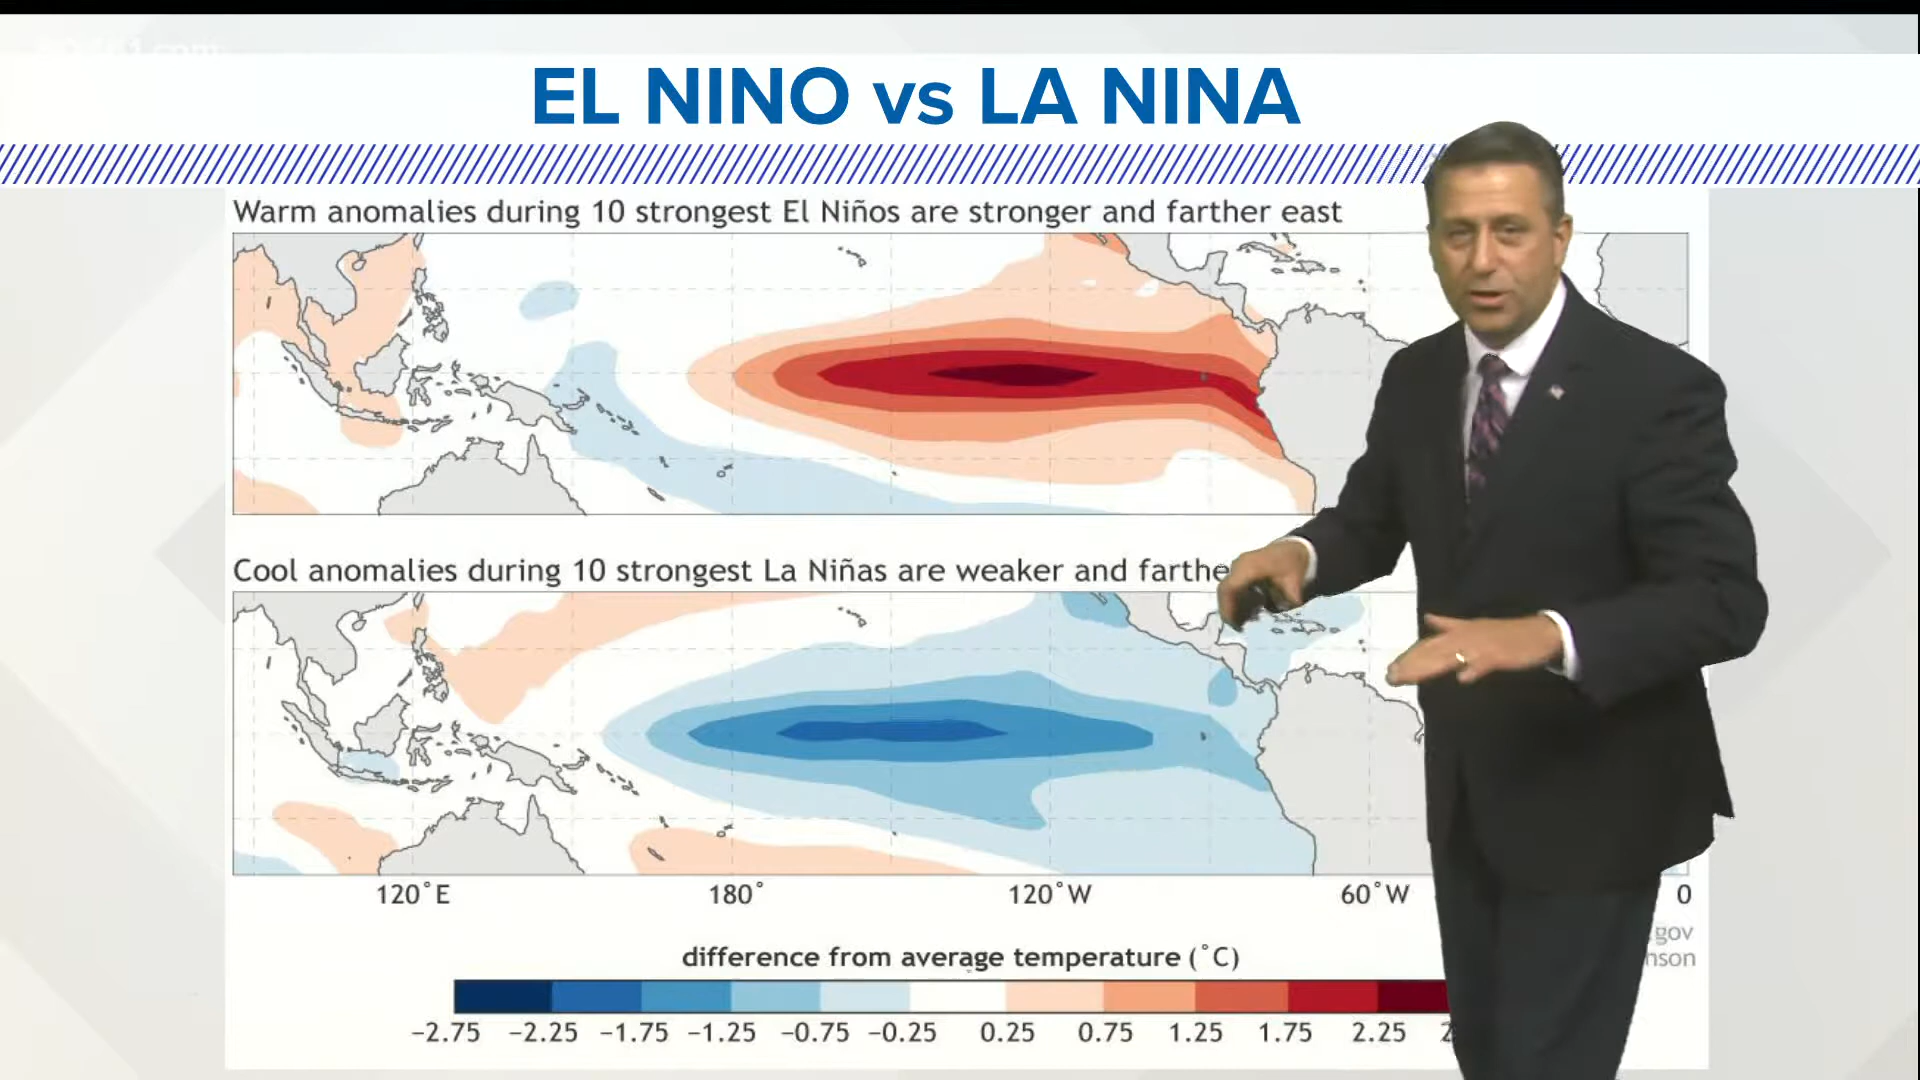 EL NINO vs LA NINA
Warm anomalies during 10 strongest El Niños are stronger and farther east
Cool anomalies during 10 strongest La Niñas are weaker and farthe
120°E 180° 120°W 60°W 0
gov
nson
difference from average temperature (°C)
−2.75 −2.25 −1.75 −1.25 −0.75 −0.25 0.25 0.75 1.25 1.75 2.25 2